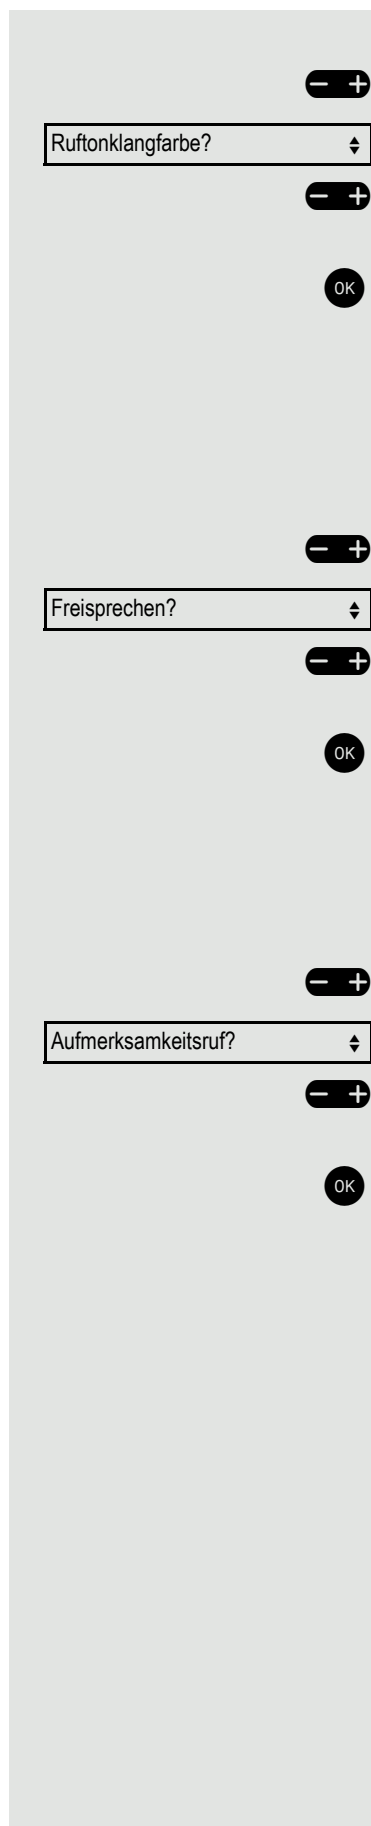 − +
Ruftonklangfarbe?
− +
OK
− +
Freisprechen?
− +
OK
− +
Aufmerksamkeitsruf?
− +
OK